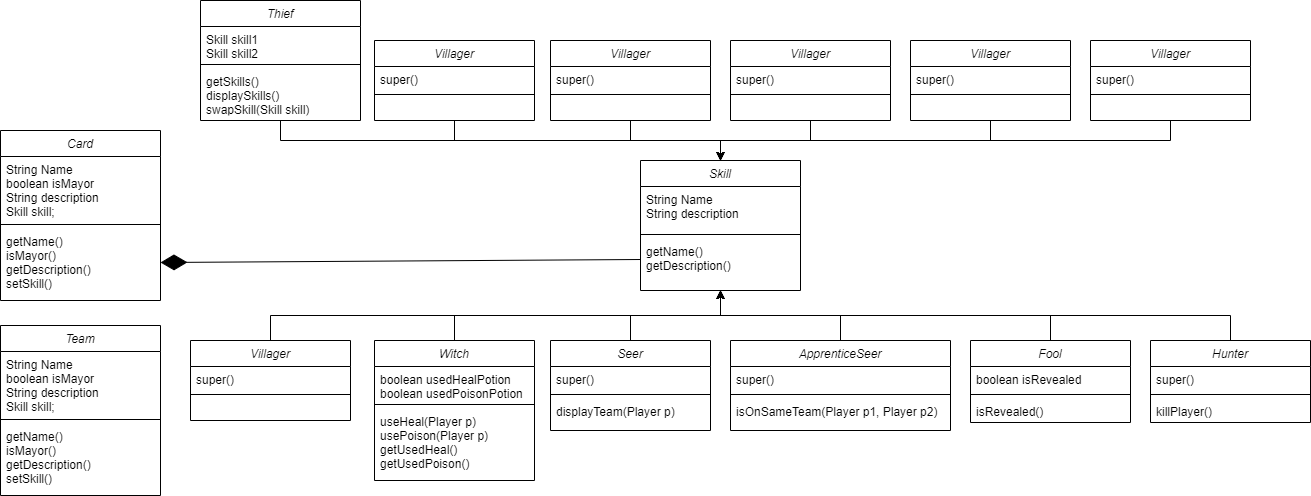 Thief
Skill skill1
Skill skill2
getSkills()
displaySkills()
swapSkill(Skill skill)
Villager
super()
Villager
super()
Villager
super()
Villager
super()
Villager
super()
Card
String Name
boolean isMayor
String description
Skill skill;
getName()
isMayor()
getDescription()
setSkill()
Skill
String Name
String description
getName()
getDescription()
Team
String Name
boolean isMayor
String description
Skill skill;
getName()
isMayor()
getDescription()
setSkill()
Villager
super()
Witch
boolean usedHealPotion
boolean usedPoisonPotion
useHeal(Player p)
usePoison(Player p)
getUsedHeal()
getUsedPoison()
Seer
super()
displayTeam(Player p)
ApprenticeSeer
super()
isOnSameTeam(Player p1, Player p2)
Fool
boolean isRevealed
isRevealed()
Hunter
super()
killPlayer()